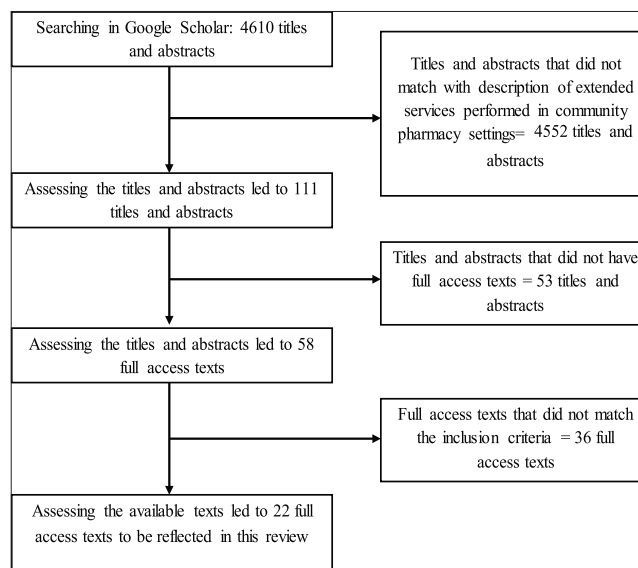 Searching in Google Scholar: 4610 titles
and abstracts
Titles and abstracts that did not
match with description of extended
services performed in community
pharmacy settings= 4552 titles and
abstracts
Assessing the titles and abstracts led to 111
titles and abstracts
Titles and abstracts that did not have
full access texts = 53 titles and
abstracts
Assessing the titles and abstracts led to 58
full access texts
Full access texts that did not match
the inclusion criteria = 36 full
access texts
Assessing the available texts led to 22 full
access texts to be reflected in this review